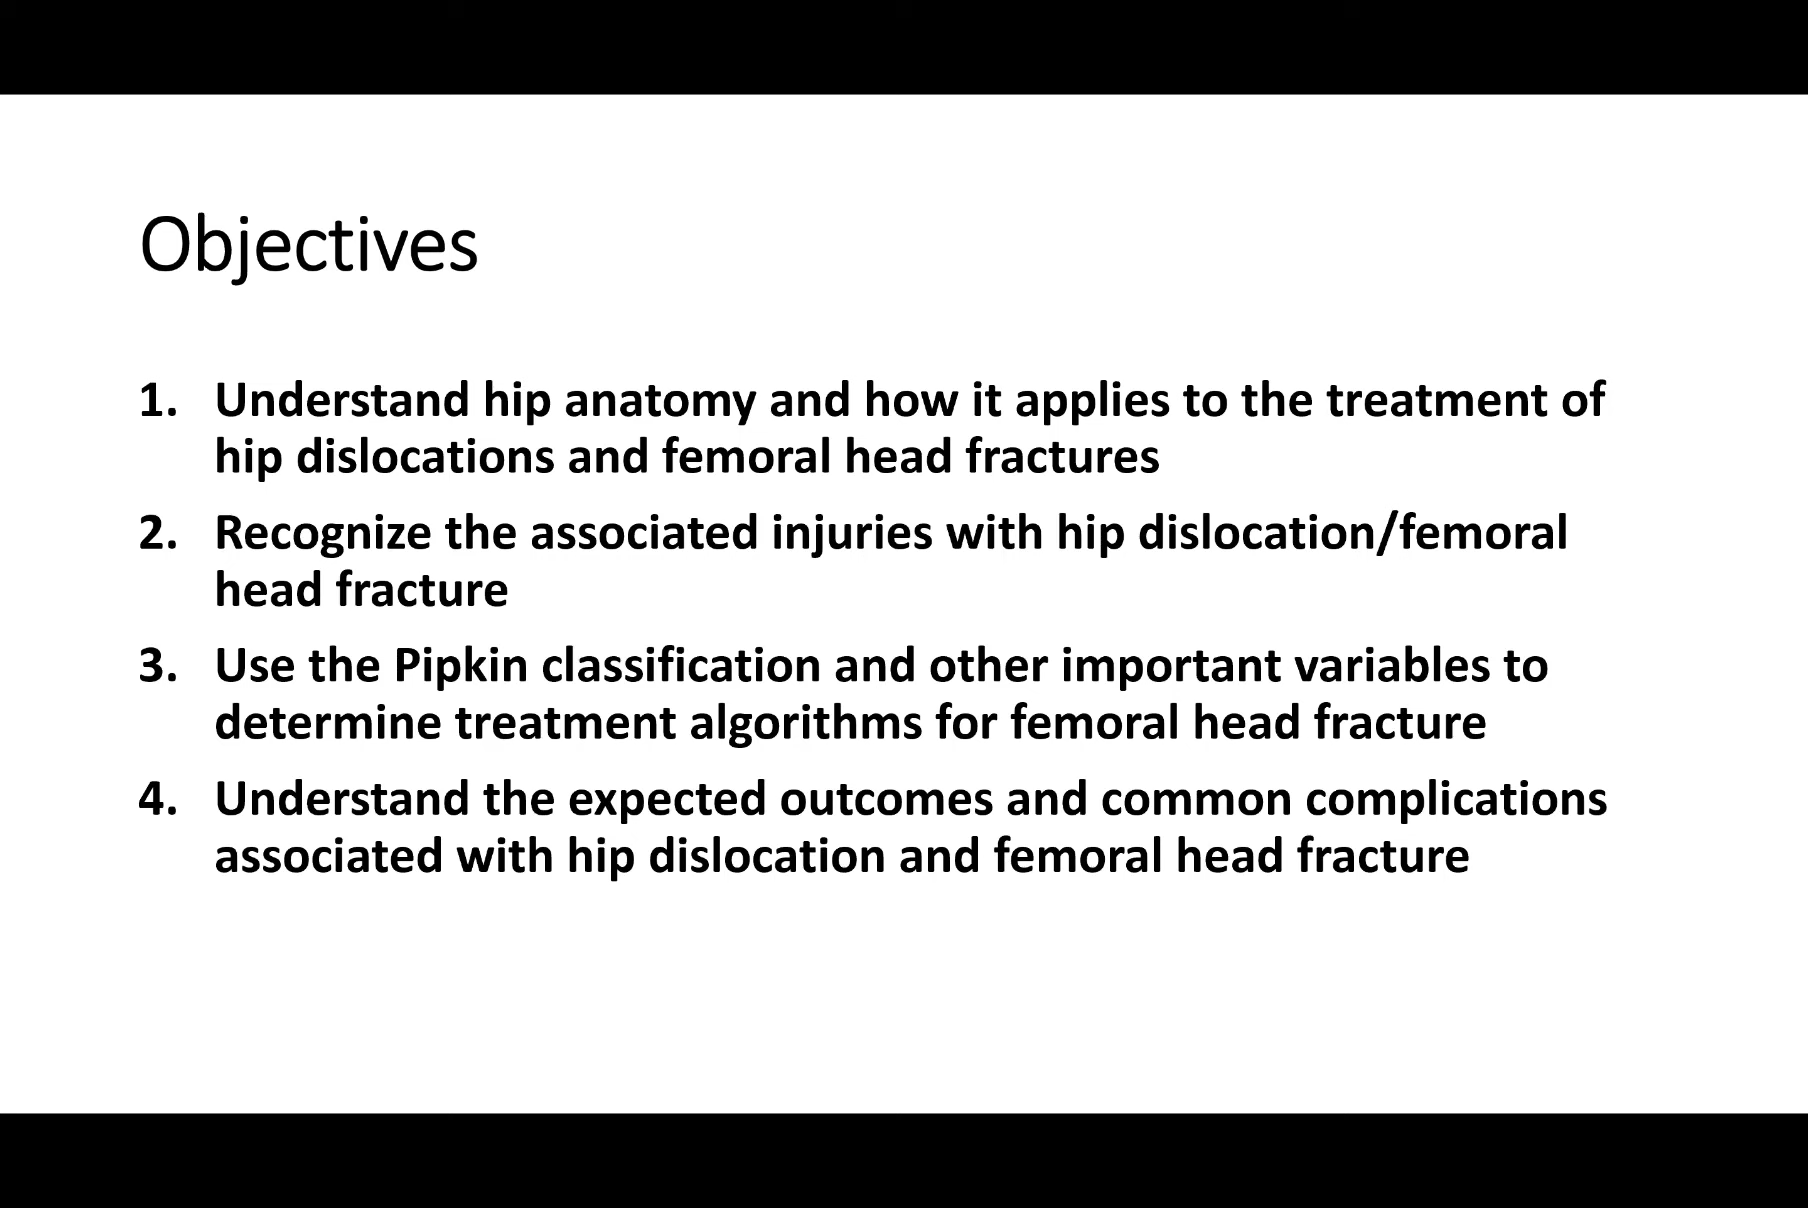 Objectives
1. Understand hip anatomy and how it applies to the treatment of
hip dislocations and femoral head fractures
2. Recognize the associated injuries with hip dislocation/femoral
head fracture
3. Use the Pipkin classification and other important variables to
determine treatment algorithms for femoral head fracture
4. Understand the expected outcomes and common complications
associated with hip dislocation and femoral head fracture